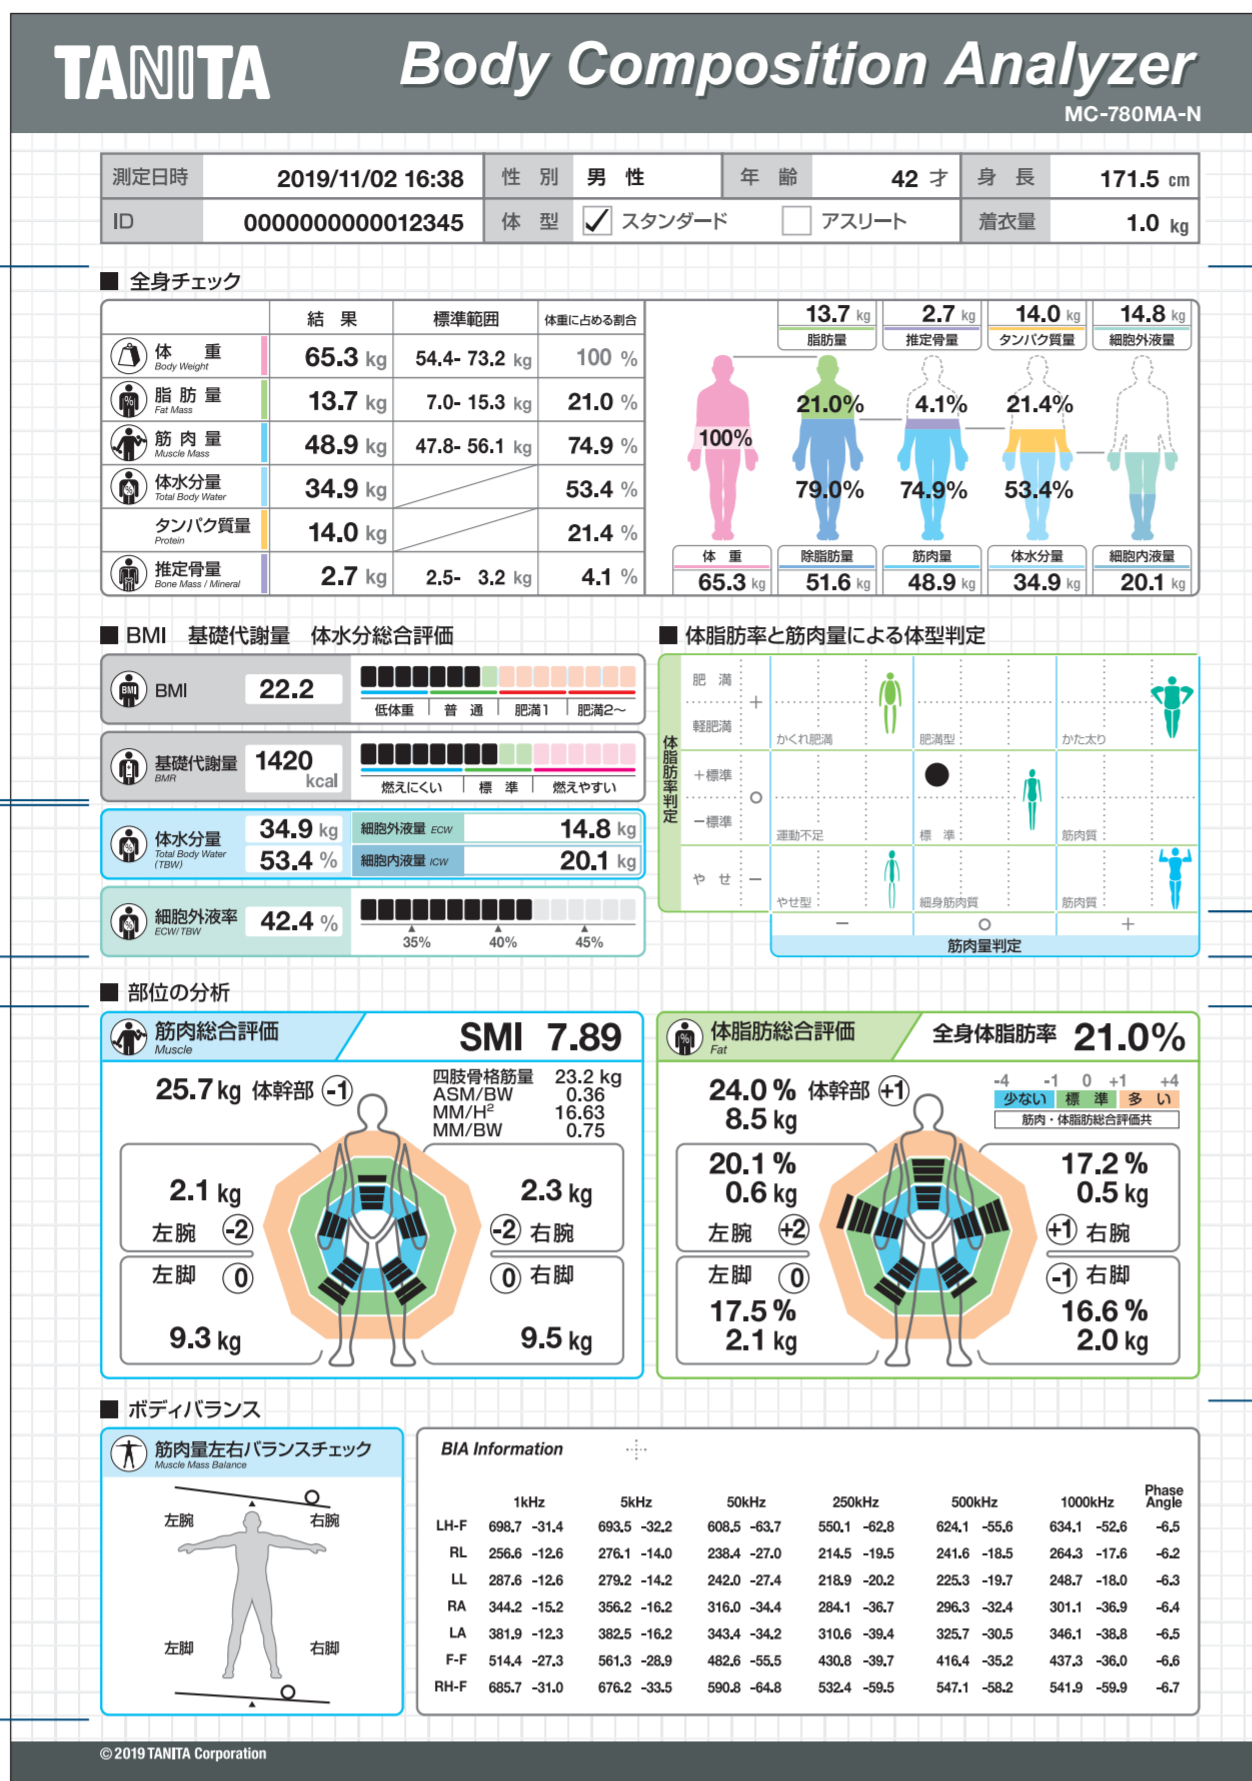 TANITA
Body Composition Analyzer
MC-780MA-N
測定日時 2019/11/02 16:38 性 別 男 性 年 齢 42 才 身 長 171.5 cm
ID 0000000000012345 体 型 スタンダード アスリート 着衣量 1.0 kg
■ 全身チェック
結 果 標準範囲 体重に占める割合
体 重 65.3 kg 54.4- 73.2 kg 100 %
Body Weight
脂 肪 量 13.7 kg 7.0- 15.3 kg 21.0 %
Fat Mass
筋 肉 量 48.9 kg 47.8- 56.1 kg 74.9 %
Muscle Mass
体水分量 34.9 kg 53.4 %
Total Body Water
タンパク質量 14.0 kg 21.4 %
Protein
推定骨量 2.7 kg 2.5- 3.2 kg 4.1 %
Bone Mass / Mineral
13.7 kg 2.7 kg 14.0 kg 14.8 kg
脂肪量 推定骨量 タンパク質量 細胞外液量
21.0% 4.1% 21.4%
100%
79.0% 74.9% 53.4%
体 重 除脂肪量 筋肉量 体水分量 細胞内液量
65.3 kg 51.6 kg 48.9 kg 34.9 kg 20.1 kg
■ BMI 基礎代謝量 体水分総合評価
BMI BMI 22.2
低体重 普 通 肥満1 肥満2~
基礎代謝量 1420 kcal
BMR
燃えにくい 標 準 燃えやすい
体水分量 34.9 kg 細胞外液量 ECW 14.8 kg
Total Body Water (TBW) 53.4 % 細胞内液量 ICW 20.1 kg
細胞外液率 42.4 %
ECW/TBW
35% 40% 45%
■ 体脂肪率と筋肉量による体型判定
体脂肪率判定
肥 満
+
軽肥満
かくれ肥満 肥満型 かた太り
+標準
○
−標準
運動不足 標 準 筋肉質
や せ −
やせ型 細身筋肉質 筋肉質
− ○ +
筋肉量判定
■ 部位の分析
筋肉総合評価 SMI 7.89
Muscle
25.7 kg 体幹部 -1
四肢骨格筋量 23.2 kg
ASM/BW 0.36
MM/H² 16.63
MM/BW 0.75
2.1 kg 2.3 kg
左腕 -2 -2 右腕
左脚 0 0 右脚
9.3 kg 9.5 kg
体脂肪総合評価 全身体脂肪率 21.0%
Fat
24.0 % 体幹部 +1
8.5 kg
-4 -1 0 +1 +4
少ない 標 準 多 い
筋肉・体脂肪総合評価共
20.1 % 17.2 %
0.6 kg 0.5 kg
左腕 +2 +1 右腕
左脚 0 -1 右脚
17.5 % 16.6 %
2.1 kg 2.0 kg
■ ボディバランス
筋肉量左右バランスチェック
Muscle Mass Balance
左腕 右腕
左脚 右脚
BIA Information
1kHz 5kHz 50kHz 250kHz 500kHz 1000kHz Phase Angle
LH-F 698.7 -31.4 693.5 -32.2 608.5 -63.7 550.1 -62.8 624.1 -55.6 634.1 -52.6 -6.5
RL 256.6 -12.6 276.1 -14.0 238.4 -27.0 214.5 -19.5 241.6 -18.5 264.3 -17.6 -6.2
LL 287.6 -12.6 279.2 -14.2 242.0 -27.4 218.9 -20.2 225.3 -19.7 248.7 -18.0 -6.3
RA 344.2 -15.2 356.2 -16.2 316.0 -34.4 284.1 -36.7 296.3 -32.4 301.1 -36.9 -6.4
LA 381.9 -12.3 382.5 -16.2 343.4 -34.2 310.6 -39.4 325.7 -30.5 346.1 -38.8 -6.5
F-F 514.4 -27.3 561.3 -28.9 482.6 -55.5 430.8 -39.7 416.4 -35.2 437.3 -36.0 -6.6
RH-F 685.7 -31.0 676.2 -33.5 590.8 -64.8 532.4 -59.5 547.1 -58.2 541.9 -59.9 -6.7
© 2019 TANITA Corporation